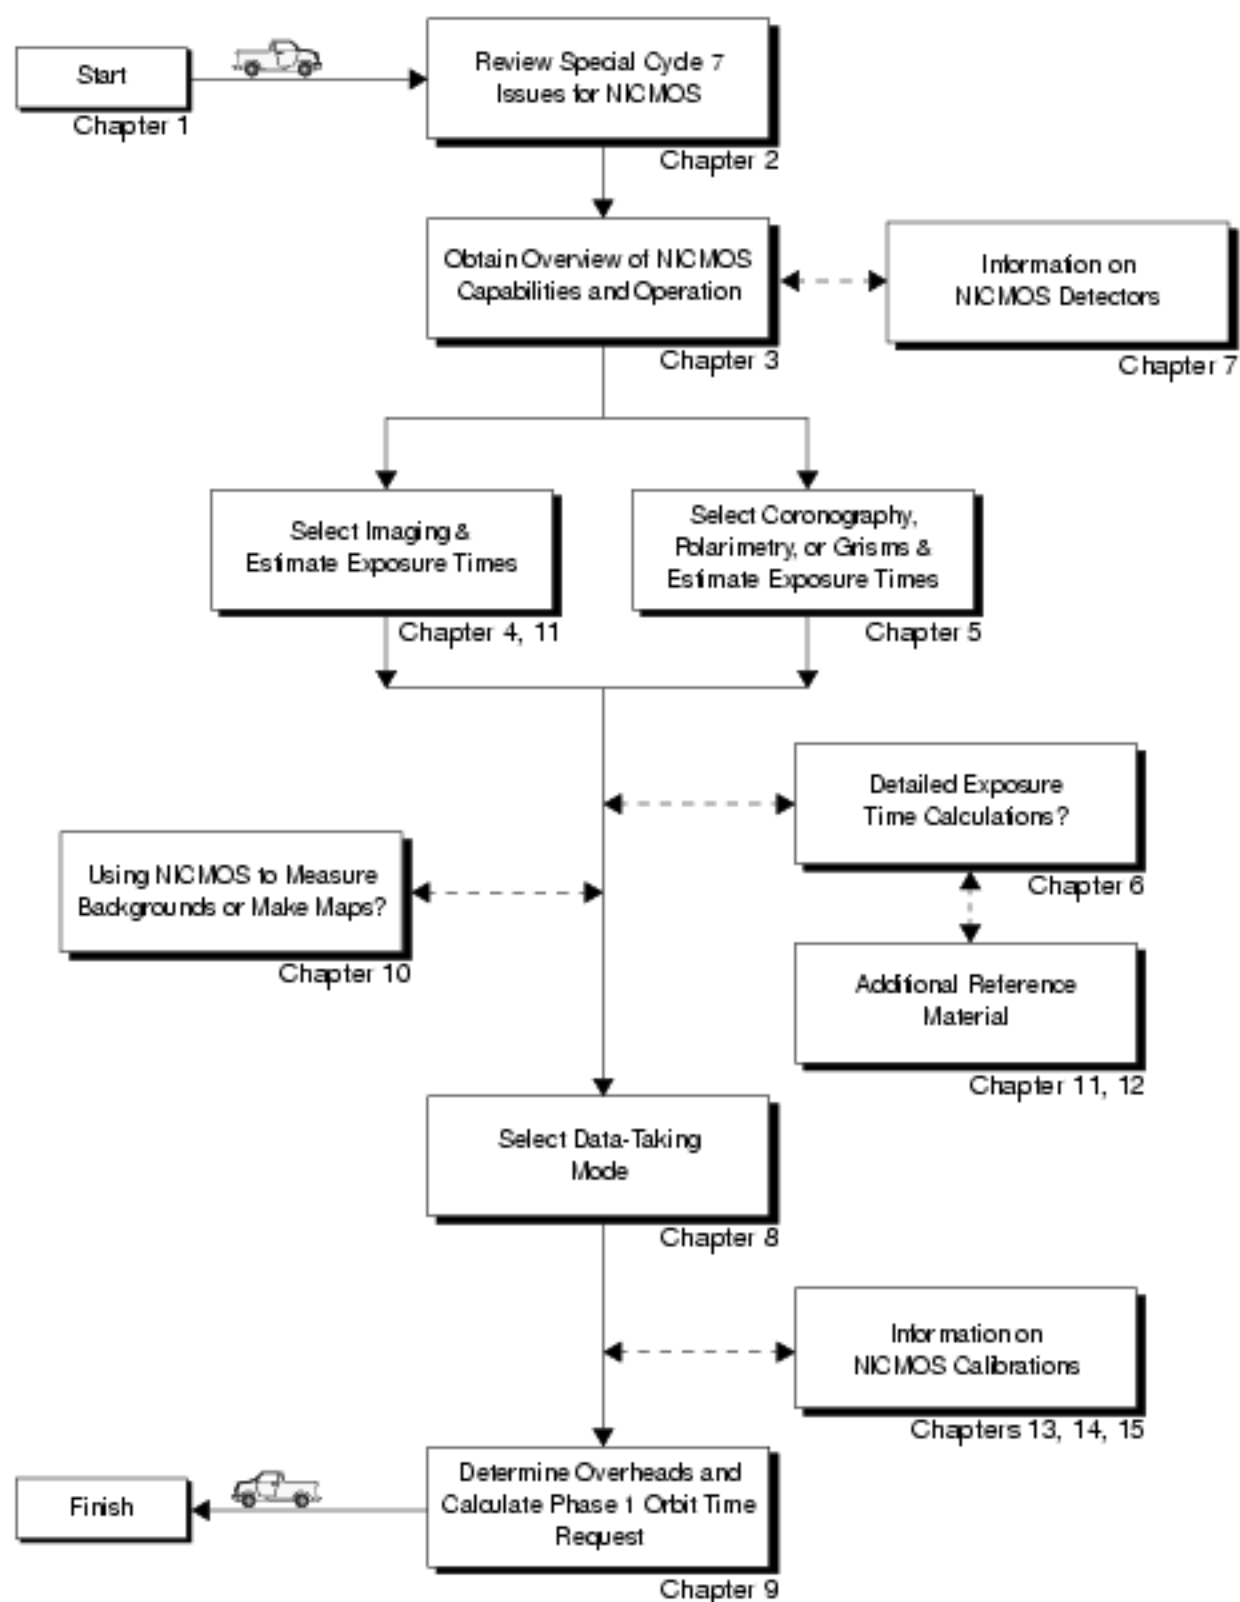 Start
Chapter 1
Review Special Cycle 7
Issues for NICMOS
Chapter 2
Obtain Overview of NICMOS
Capabilities and Operation
Chapter 3
Information on
NICMOS Detectors
Chapter 7
Select Imaging &
Estimate Exposure Times
Chapter 4, 11
Select Coronography,
Polarimetry, or Grisms &
Estimate Exposure Times
Chapter 5
Detailed Exposure
Time Calculations?
Chapter 6
Using NICMOS to Measure
Backgrounds or Make Maps?
Chapter 10
Additional Reference
Material
Chapter 11, 12
Select Data-Taking
Mode
Chapter 8
Information on
NICMOS Calibrations
Chapters 13, 14, 15
Determine Overheads and
Calculate Phase 1 Orbit Time
Request
Chapter 9
Finish